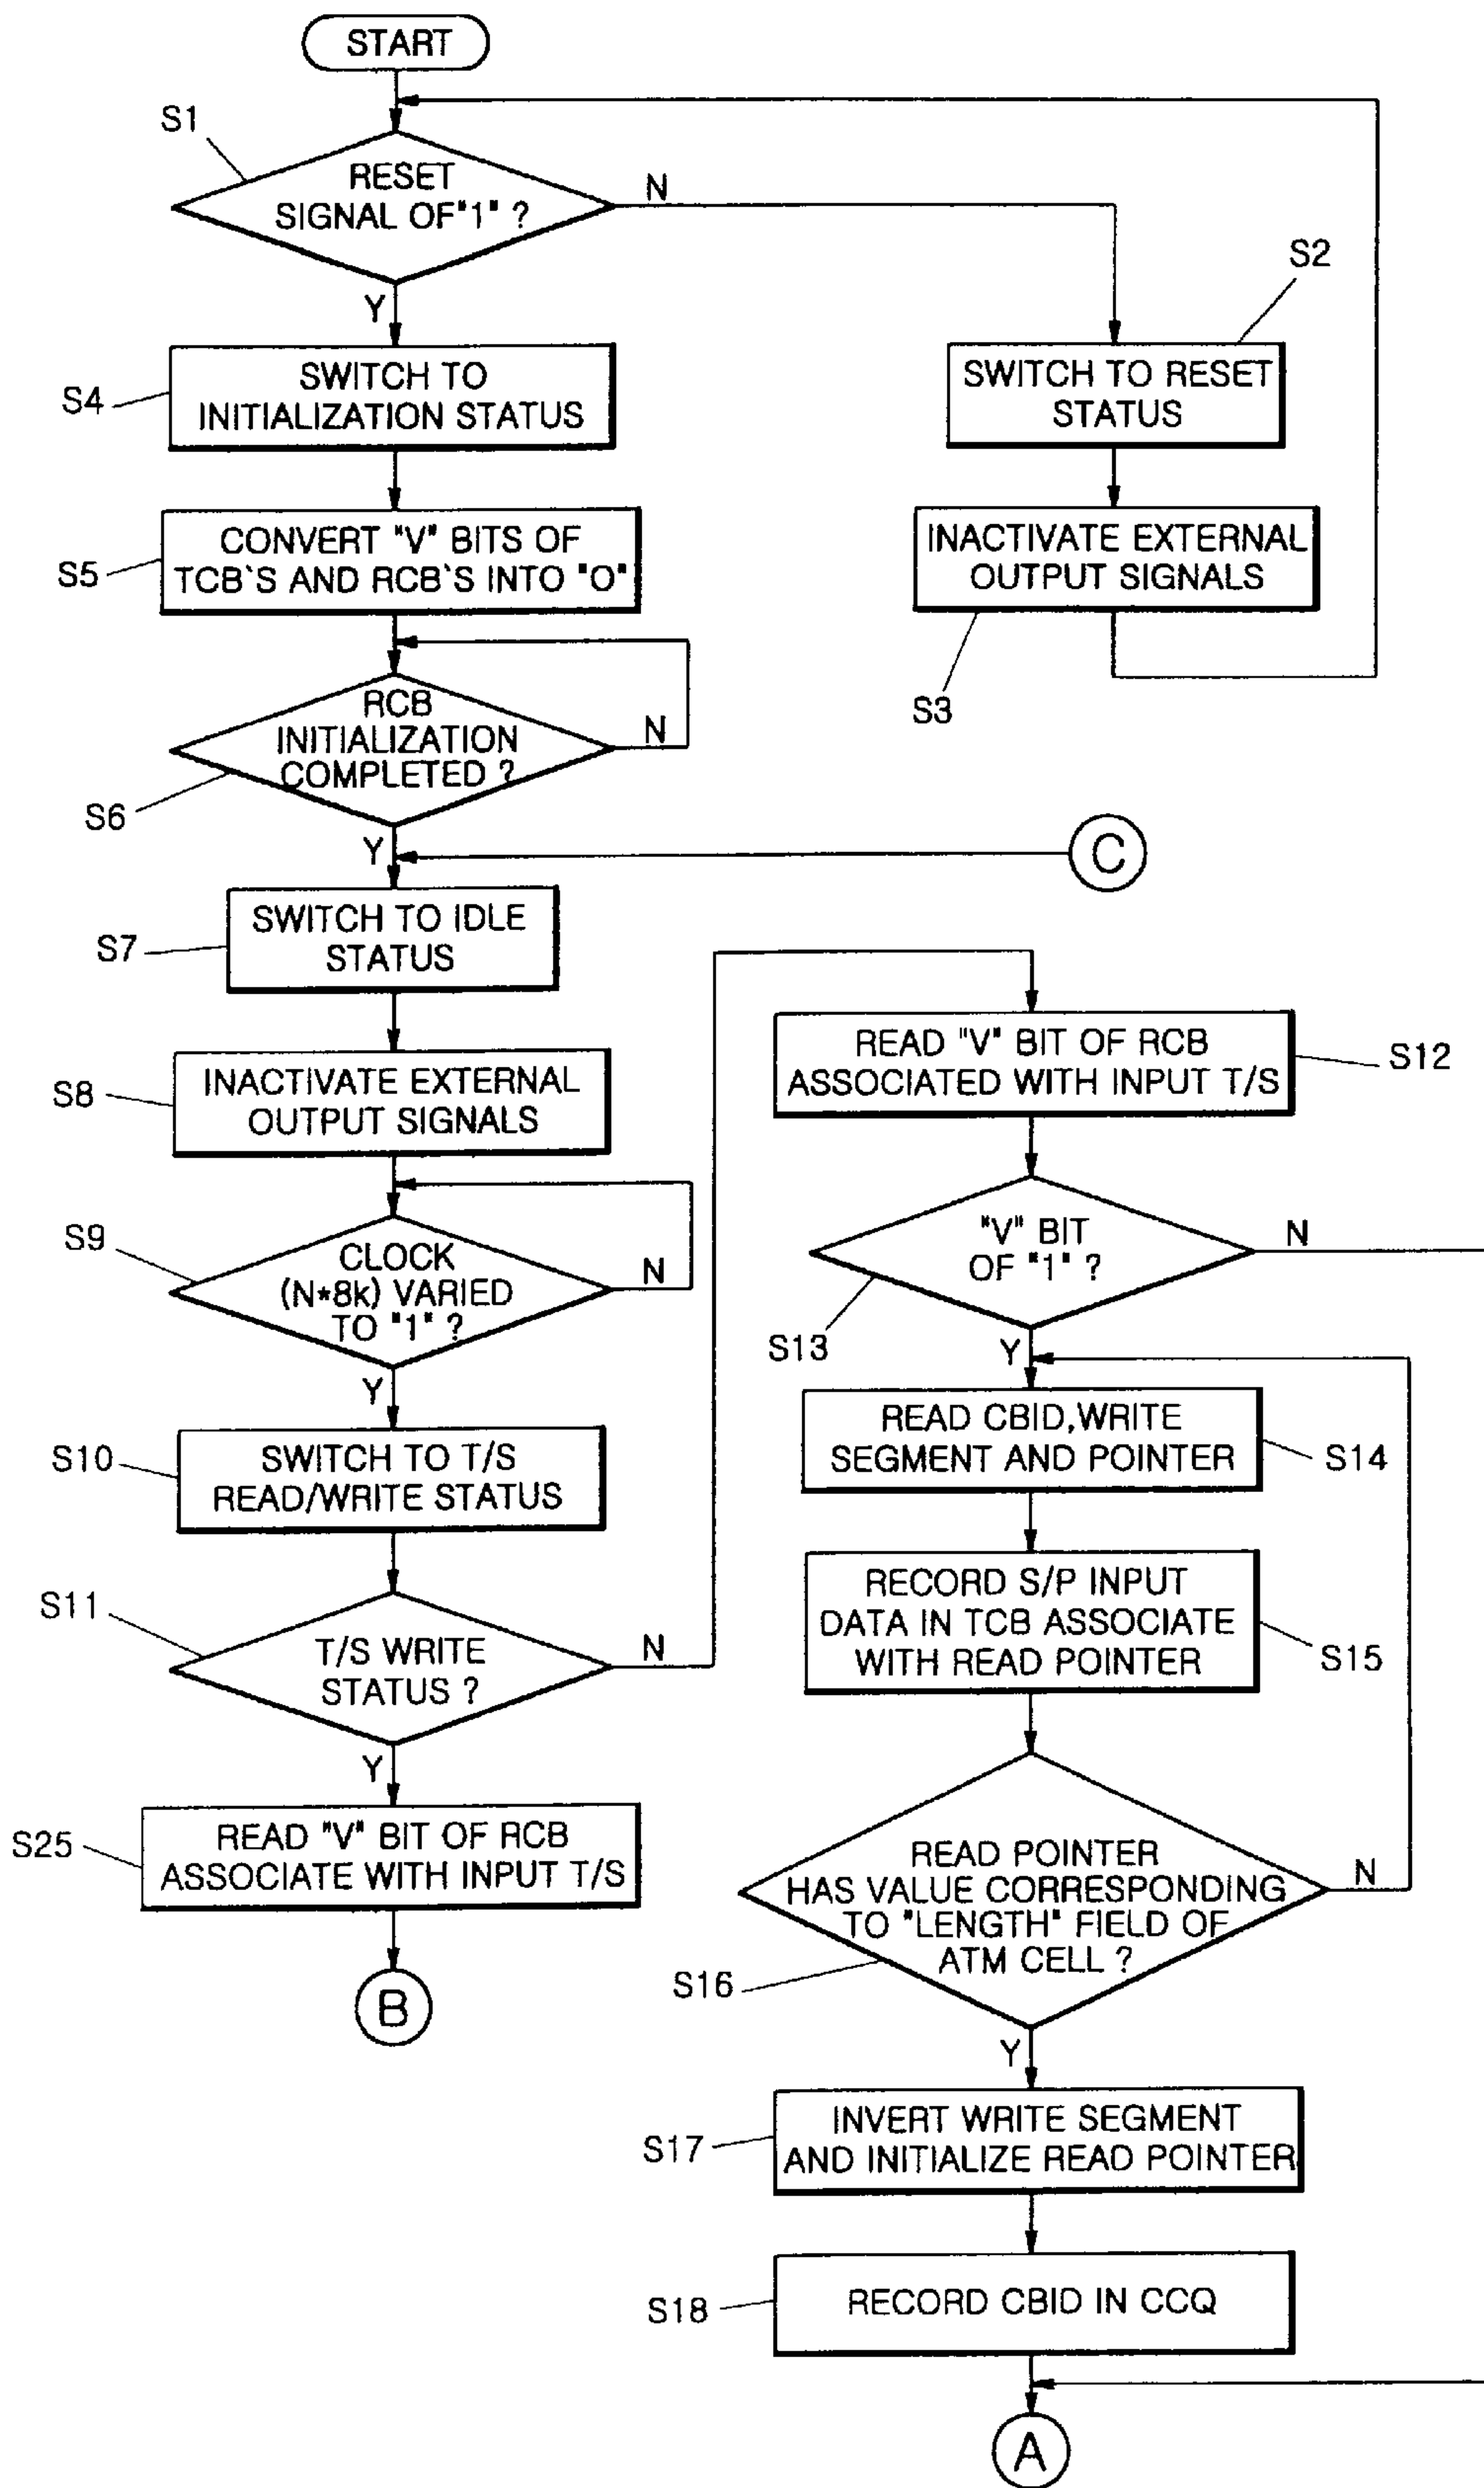 START
S1
RESET
SIGNAL OF "1" ?
N
Y
S2
SWITCH TO RESET
STATUS
S4
SWITCH TO
INITIALIZATION STATUS
S5
CONVERT "V" BITS OF
TCB'S AND RCB'S INTO "O"
INACTIVATE EXTERNAL
OUTPUT SIGNALS
S3
RCB
INITIALIZATION
COMPLETED ?
N
S6
Y
C
S7
SWITCH TO IDLE
STATUS
S8
INACTIVATE EXTERNAL
OUTPUT SIGNALS
S9
CLOCK
(N*8k) VARIED
TO "1" ?
N
Y
S10
SWITCH TO T/S
READ/WRITE STATUS
S11
T/S WRITE
STATUS ?
N
Y
S25
READ "V" BIT OF RCB
ASSOCIATE WITH INPUT T/S
B
READ "V" BIT OF RCB
ASSOCIATED WITH INPUT T/S
S12
"V" BIT
OF "1" ?
N
S13
Y
READ CBID,WRITE
SEGMENT AND POINTER
S14
RECORD S/P INPUT
DATA IN TCB ASSOCIATE
WITH READ POINTER
S15
READ POINTER
HAS VALUE CORRESPONDING
TO "LENGTH" FIELD OF
ATM CELL ?
N
S16
Y
S17
INVERT WRITE SEGMENT
AND INITIALIZE READ POINTER
S18
RECORD CBID IN CCQ
A